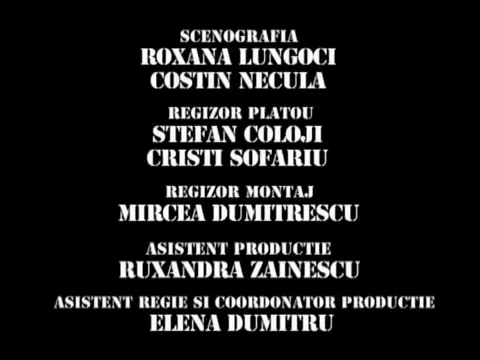 SCENOGRAFIA
ROXANA LUNGOCI
COSTIN NECULA
REGIZOR PLATOU
STEFAN COLOJI
CRISTI SOFARIU
REGIZOR MONTAJ
MIRCEA DUMITRESCU
ASISTENT PRODUCTIE
RUXANDRA ZAINESCU
ASISTENT REGIE SI COORDONATOR PRODUCTIE
ELENA DUMITRU